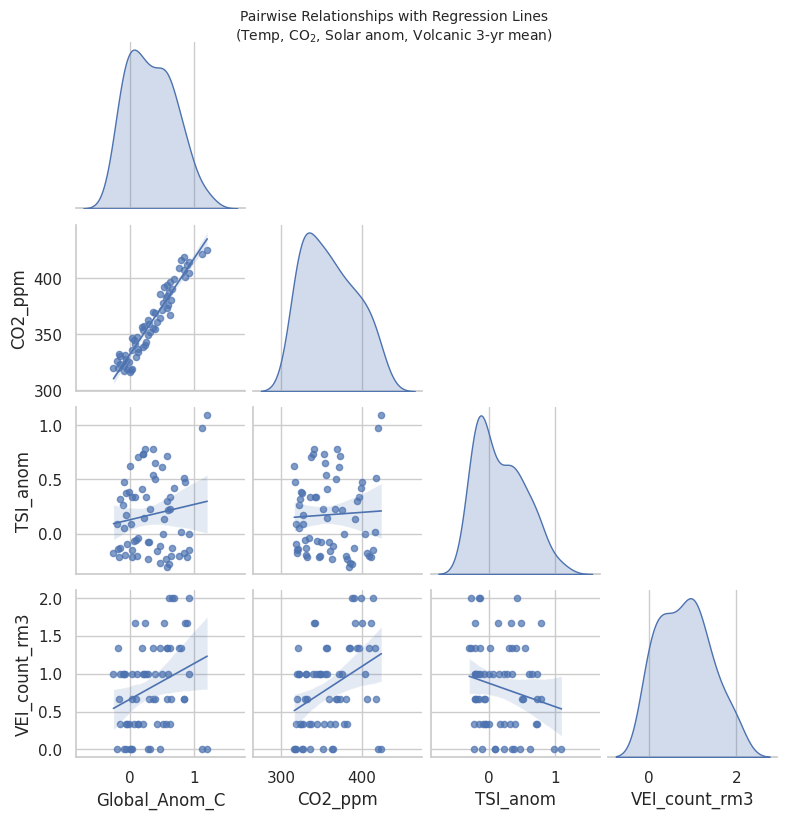 Pairwise Relationships with Regression Lines
(Temp, CO₂, Solar anom, Volcanic 3-yr mean)
CO2_ppm
400
350
300
TSI_anom
1.0
0.5
0.0
VEI_count_rm3
2.0
1.5
1.0
0.5
0.0
0 1 300 400 0 1 0 2
Global_Anom_C CO2_ppm TSI_anom VEI_count_rm3